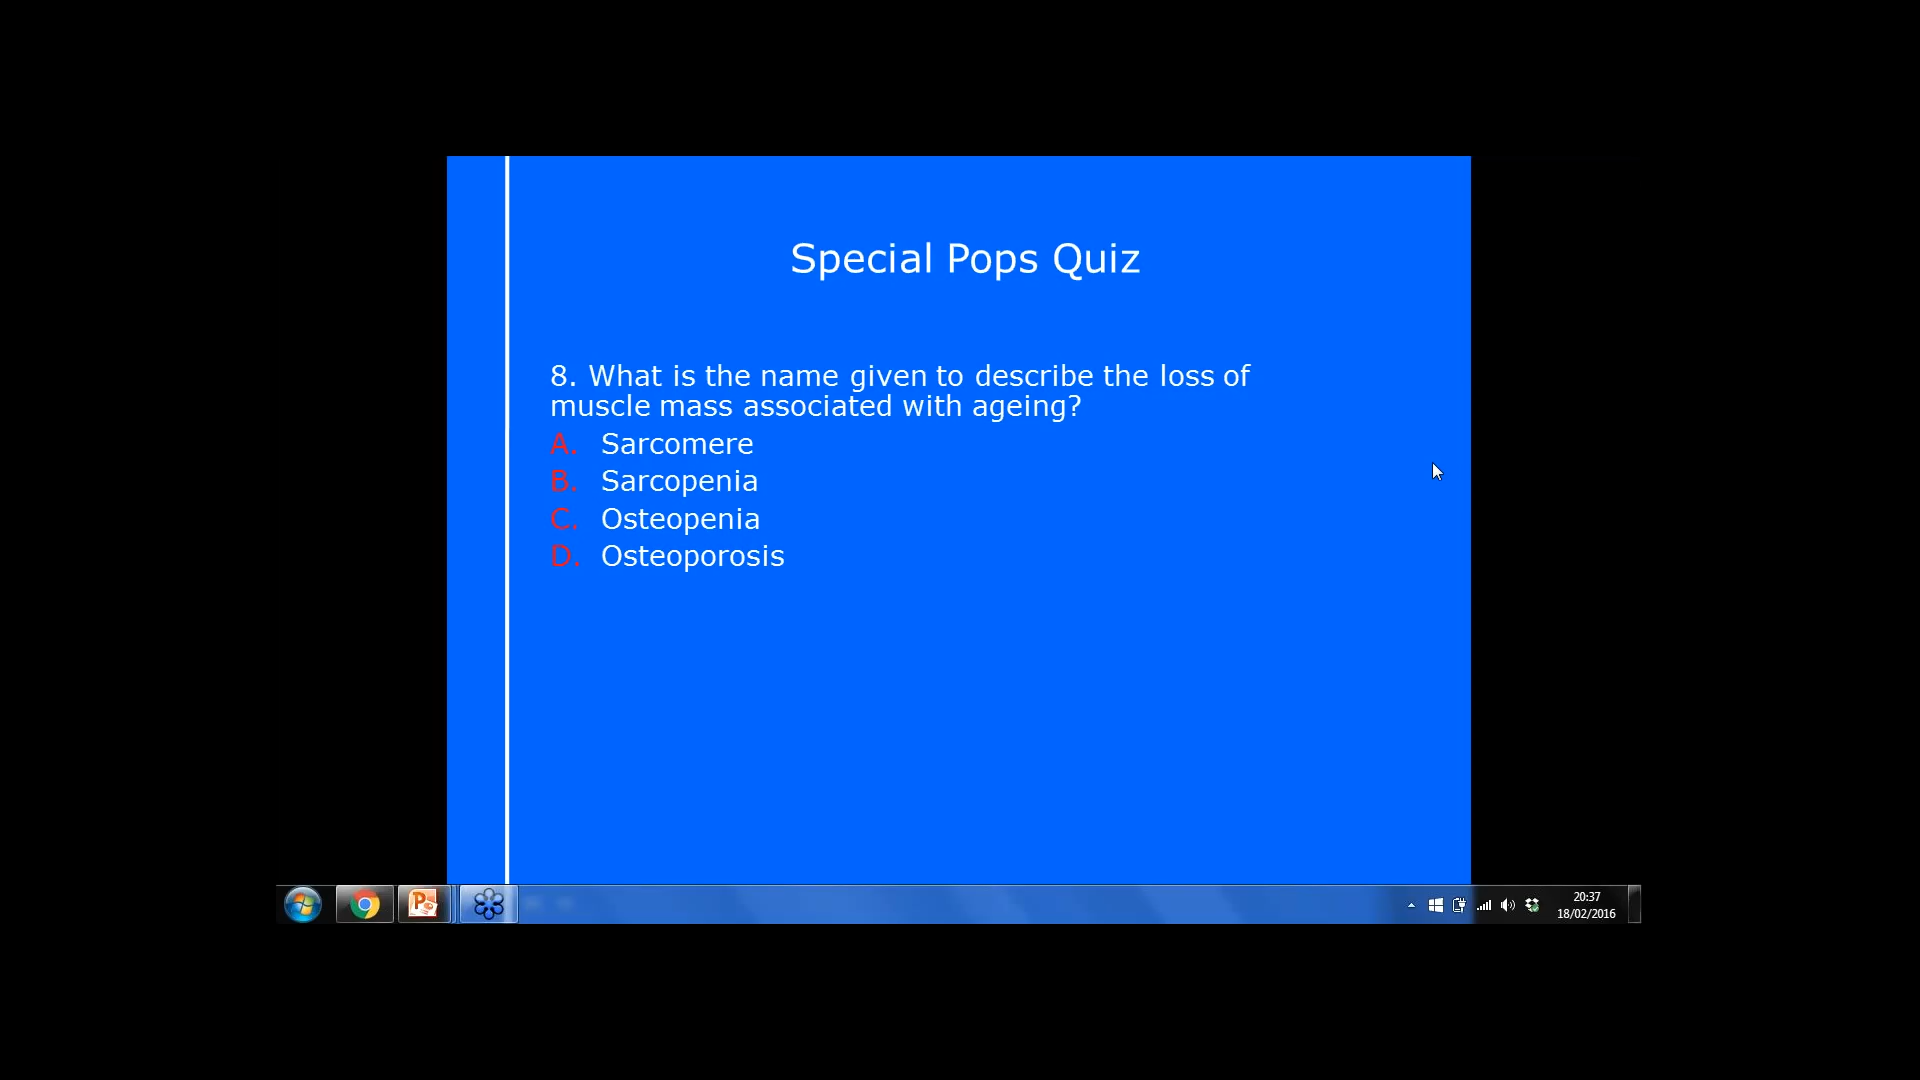 Special Pops Quiz
8. What is the name given to describe the loss of
muscle mass associated with ageing?
A. Sarcomere
B. Sarcopenia
C. Osteopenia
D. Osteoporosis
20:37
18/02/2016